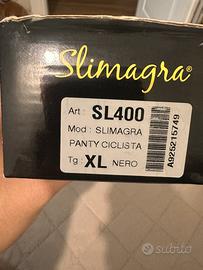 Slimagra®
Art : SL400
Mod : SLIMAGRA
PANTY CICLISTA
Tg : XL NERO
A925215749
subito